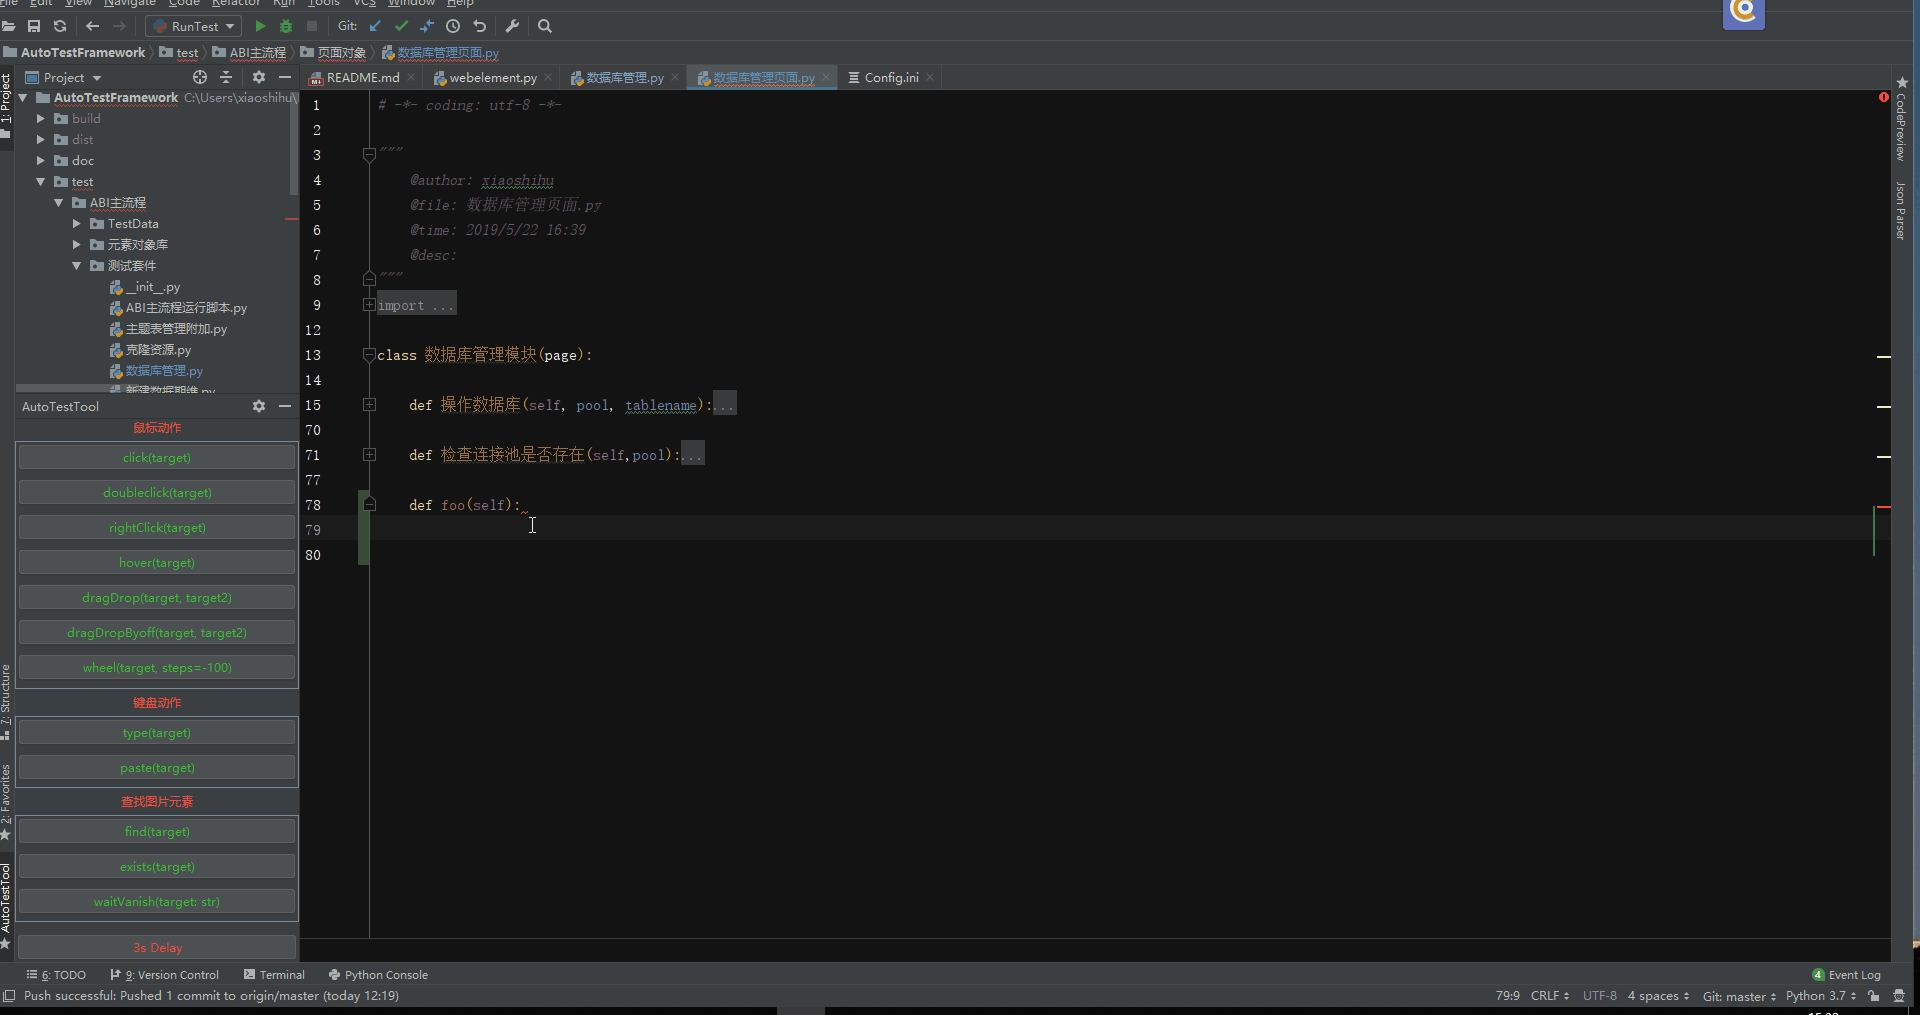 File Edit View Navigate Code Refactor Run Tools VCS Window Help
RunTest Git:
AutoTestFramework test ABI主流程 页面对象 数据库管理页面.py
1: Project
Project
README.md webelement.py 数据库管理.py 数据库管理页面.py Config.ini
AutoTestFramework C:\Users\xiaoshihu\
build
dist
doc
test
ABI主流程
TestData
元素对象库
测试套件
__init__.py
ABI主流程运行脚本.py
主题表管理附加.py
克隆资源.py
数据库管理.py
新建数据期维.py
AutoTestTool
鼠标动作
click(target)
doubleclick(target)
rightClick(target)
hover(target)
dragDrop(target, target2)
dragDropByoff(target, target2)
wheel(target, steps=-100)
键盘动作
type(target)
paste(target)
查找图片元素
find(target)
exists(target)
waitVanish(target: str)
3s Delay
7: Structure
2: Favorites
AutoTestTool
1 # -*- coding: utf-8 -*-
2
3 """
4 @author: xiaoshihu
5 @file: 数据库管理页面.py
6 @time: 2019/5/22 16:39
7 @desc:
8 """
9 import ...
12
13 class 数据库管理模块(page):
14
15 def 操作数据库(self, pool, tablename):...
70
71 def 检查连接池是否存在(self,pool):...
77
78 def foo(self):
79
80
CodePreview
Json Parser
6: TODO 9: Version Control Terminal Python Console 4 Event Log
Push successful: Pushed 1 commit to origin/master (today 12:19) 79:9 CRLF UTF-8 4 spaces Git: master Python 3.7